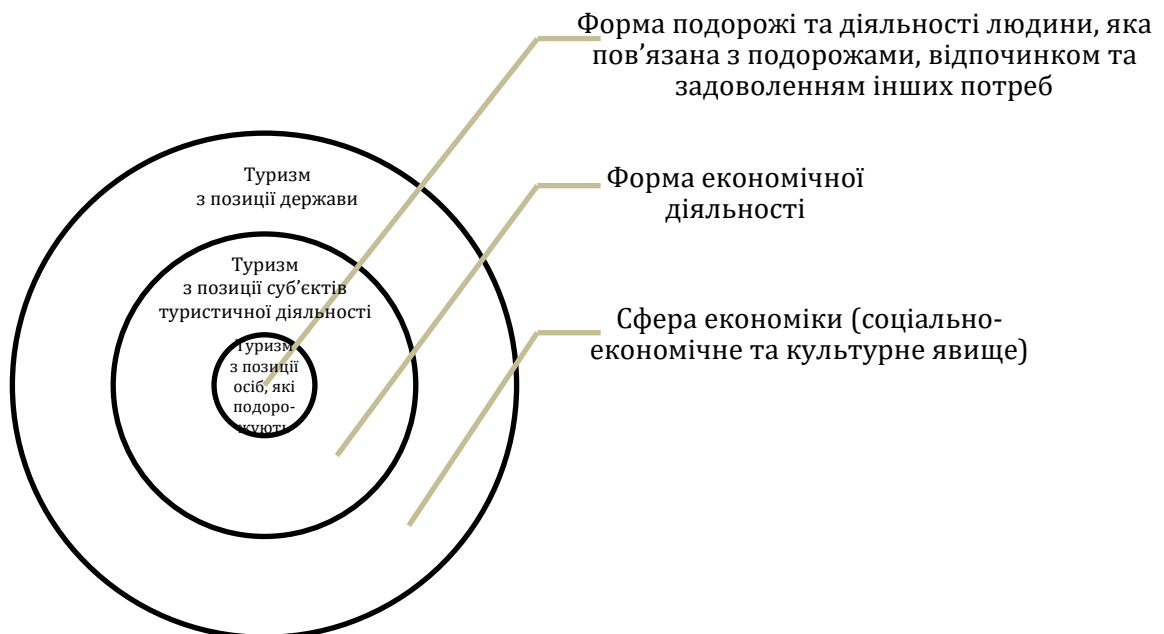 Форма подорожі та діяльності людини, яка
пов’язана з подорожами, відпочинком та
задоволенням інших потреб
Туризм
з позиції держави
Форма економічної
діяльності
Туризм
з позиції суб’єктів
туристичної діяльності
Сфера економіки (соціально-
економічне та культурне явище)
Туризм
з позиції
осіб, які
подоро-
жують